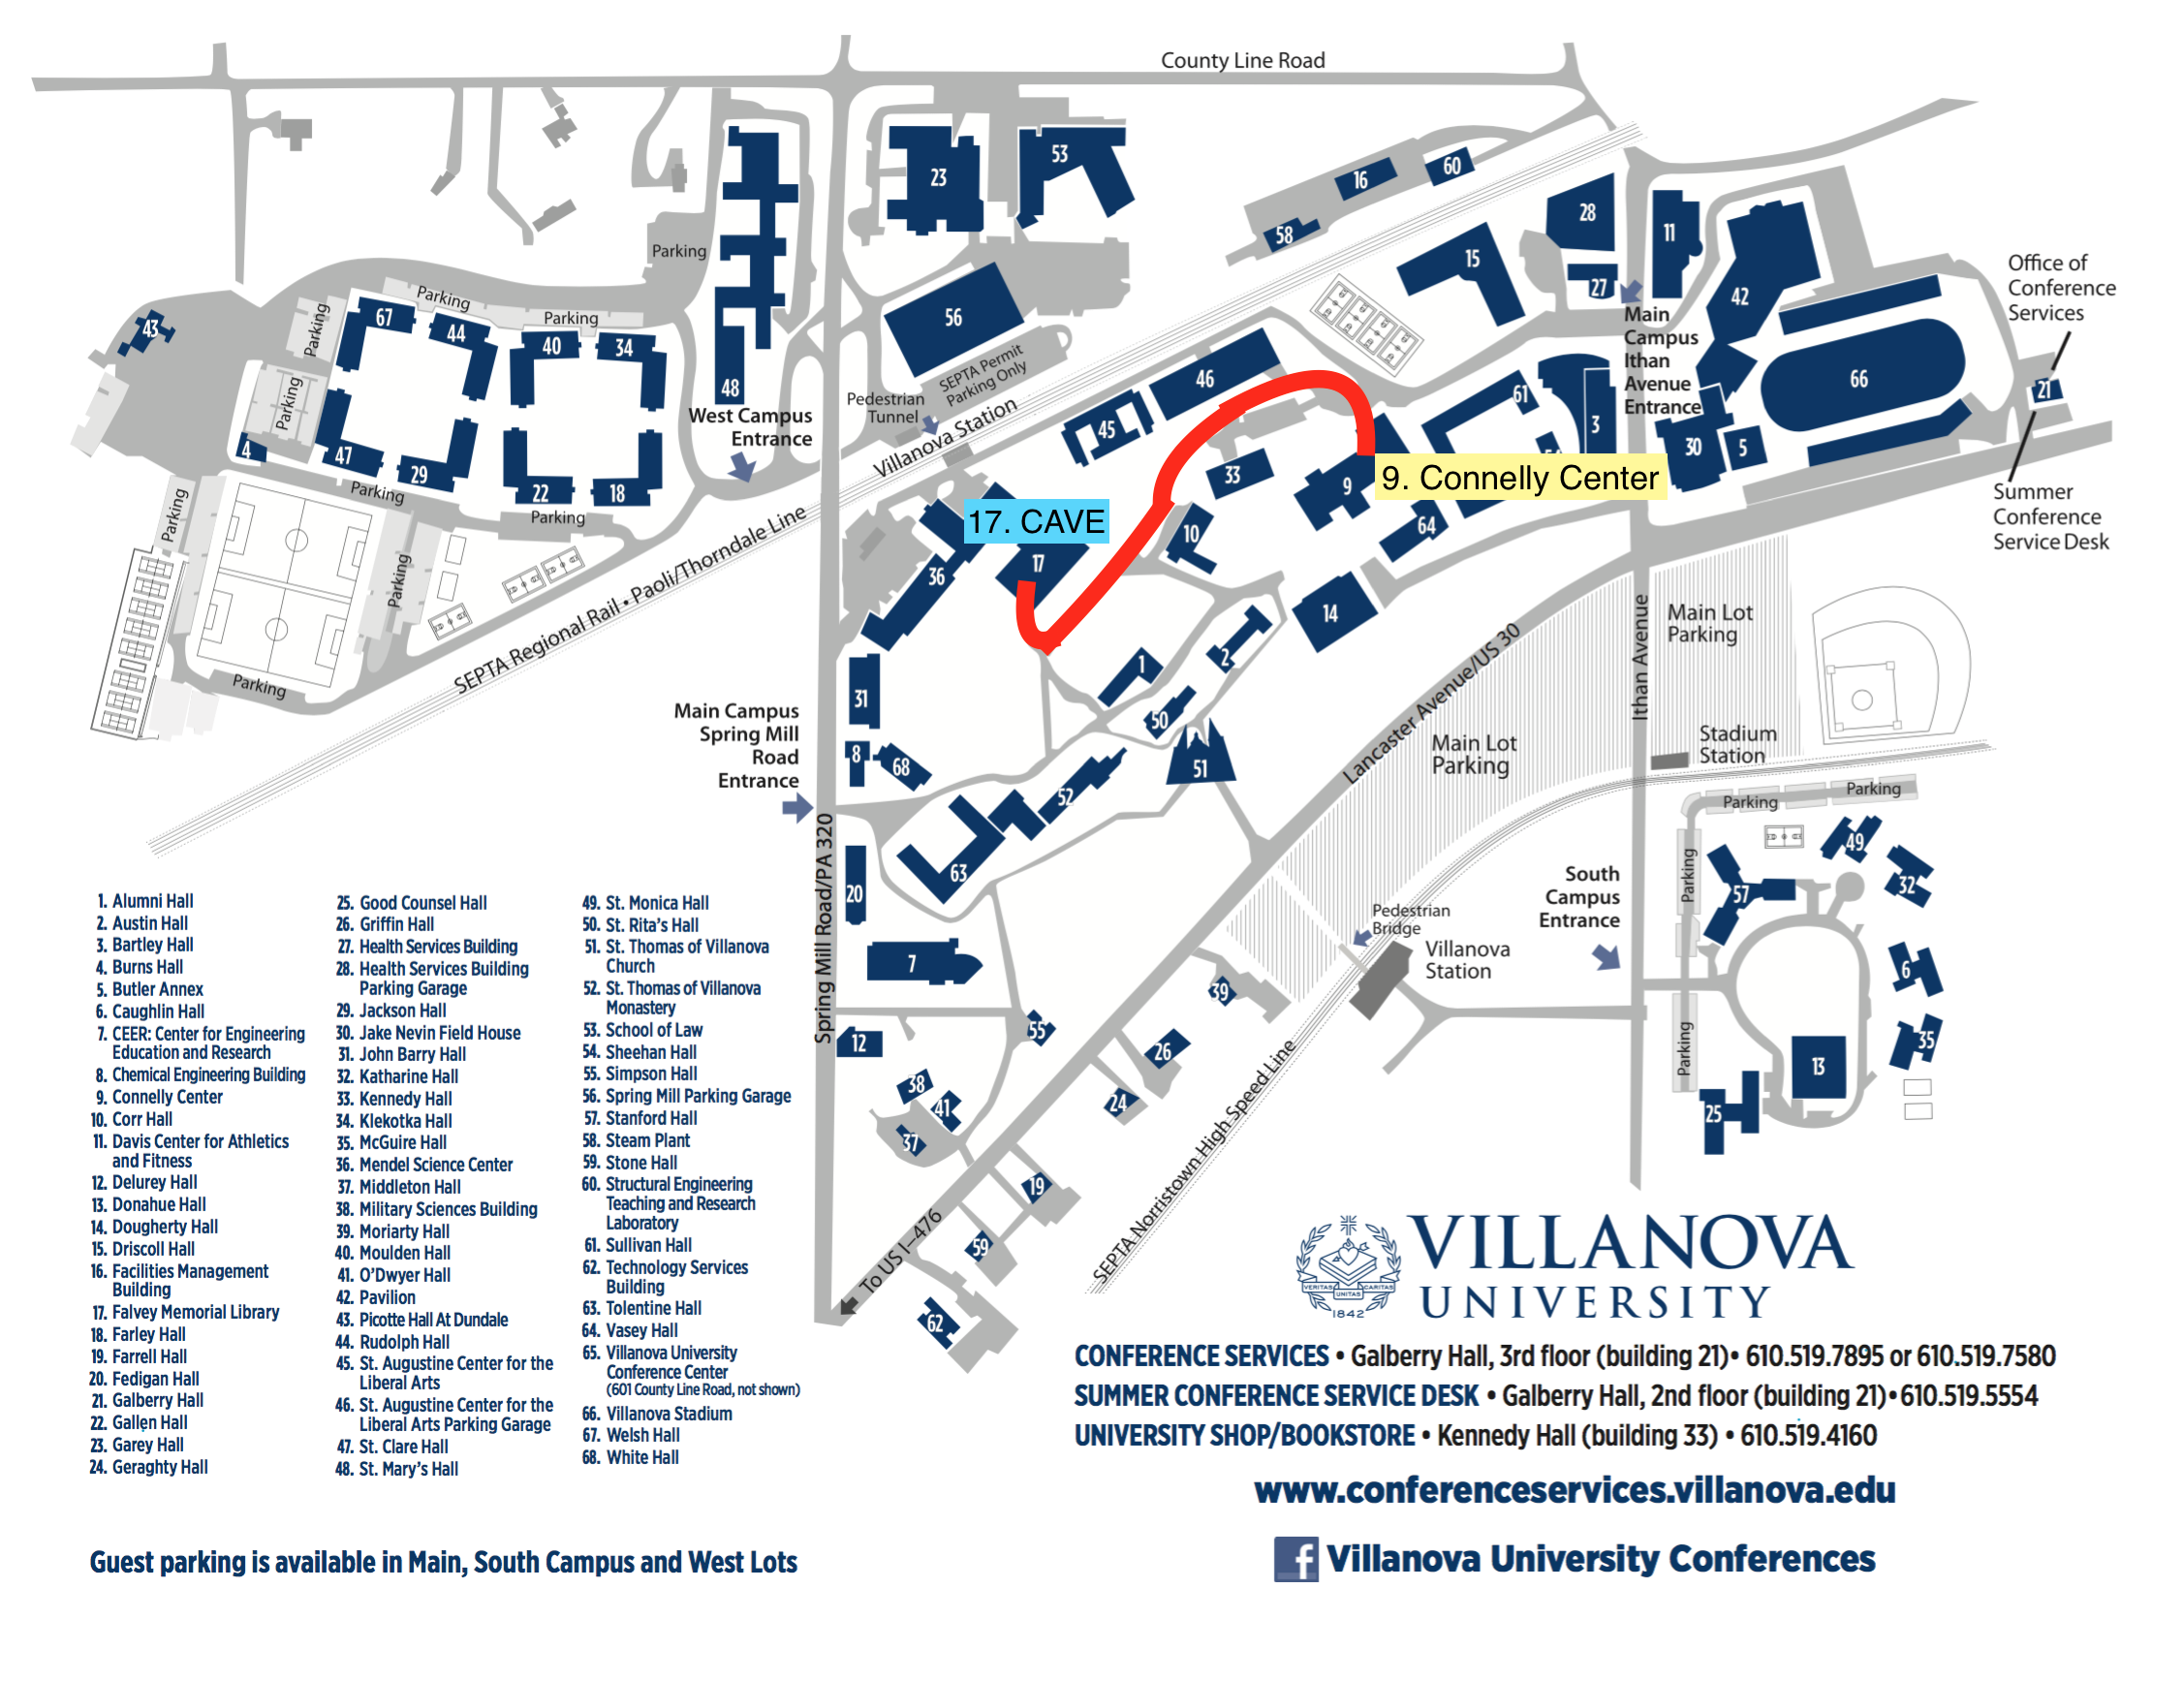 County Line Road
23
53
16
60
58
28
11
15
27
42
Office of
Conference
Services
Parking
Parking
Parking
Parking
Parking
43
67
44
40
34
56
48
46
45
66
21
61
3
Main
Campus
Ithan
Avenue
Entrance
SEPTA Permit
Parking Only
Pedestrian
Tunnel
Villanova Station
West Campus
Entrance
4
47
29
22
18
Parking
Parking
Parking
Parking
Parking
33
9
30
5
64
9. Connelly Center
17. CAVE
17
10
36
14
Summer
Conference
Service Desk
SEPTA Regional Rail • Paoli/Thorndale Line
1
2
31
50
51
8
68
52
63
20
7
Main Campus
Spring Mill
Road
Entrance
Spring Mill Road/PA 320
Lancaster Avenue/US 30
Ithan Avenue
Main Lot
Parking
Main Lot
Parking
Stadium
Station
Parking
Parking
Parking
Parking
49
32
57
6
35
13
25
South
Campus
Entrance
Pedestrian
Bridge
Villanova
Station
39
55
12
26
38
41
24
37
19
59
62
To US I–476
SEPTA Norristown High Speed Line
1. Alumni Hall
2. Austin Hall
3. Bartley Hall
4. Burns Hall
5. Butler Annex
6. Caughlin Hall
7. CEER: Center for Engineering
Education and Research
8. Chemical Engineering Building
9. Connelly Center
10. Corr Hall
11. Davis Center for Athletics
and Fitness
12. Delurey Hall
13. Donahue Hall
14. Dougherty Hall
15. Driscoll Hall
16. Facilities Management
Building
17. Falvey Memorial Library
18. Farley Hall
19. Farrell Hall
20. Fedigan Hall
21. Galberry Hall
22. Gallen Hall
23. Garey Hall
24. Geraghty Hall
25. Good Counsel Hall
26. Griffin Hall
27. Health Services Building
28. Health Services Building
Parking Garage
29. Jackson Hall
30. Jake Nevin Field House
31. John Barry Hall
32. Katharine Hall
33. Kennedy Hall
34. Klekotka Hall
35. McGuire Hall
36. Mendel Science Center
37. Middleton Hall
38. Military Sciences Building
39. Moriarty Hall
40. Moulden Hall
41. O'Dwyer Hall
42. Pavilion
43. Picotte Hall At Dundale
44. Rudolph Hall
45. St. Augustine Center for the
Liberal Arts
46. St. Augustine Center for the
Liberal Arts Parking Garage
47. St. Clare Hall
48. St. Mary's Hall
49. St. Monica Hall
50. St. Rita's Hall
51. St. Thomas of Villanova
Church
52. St. Thomas of Villanova
Monastery
53. School of Law
54. Sheehan Hall
55. Simpson Hall
56. Spring Mill Parking Garage
57. Stanford Hall
58. Steam Plant
59. Stone Hall
60. Structural Engineering
Teaching and Research
Laboratory
61. Sullivan Hall
62. Technology Services
Building
63. Tolentine Hall
64. Vasey Hall
65. Villanova University
Conference Center
(601 County Line Road, not shown)
66. Villanova Stadium
67. Welsh Hall
68. White Hall
VERITAS UNITAS CARITAS
1842
VILLANOVA
UNIVERSITY
CONFERENCE SERVICES • Galberry Hall, 3rd floor (building 21)• 610.519.7895 or 610.519.7580
SUMMER CONFERENCE SERVICE DESK • Galberry Hall, 2nd floor (building 21)•610.519.5554
UNIVERSITY SHOP/BOOKSTORE • Kennedy Hall (building 33) • 610.519.4160
www.conferenceservices.villanova.edu
f Villanova University Conferences
Guest parking is available in Main, South Campus and West Lots